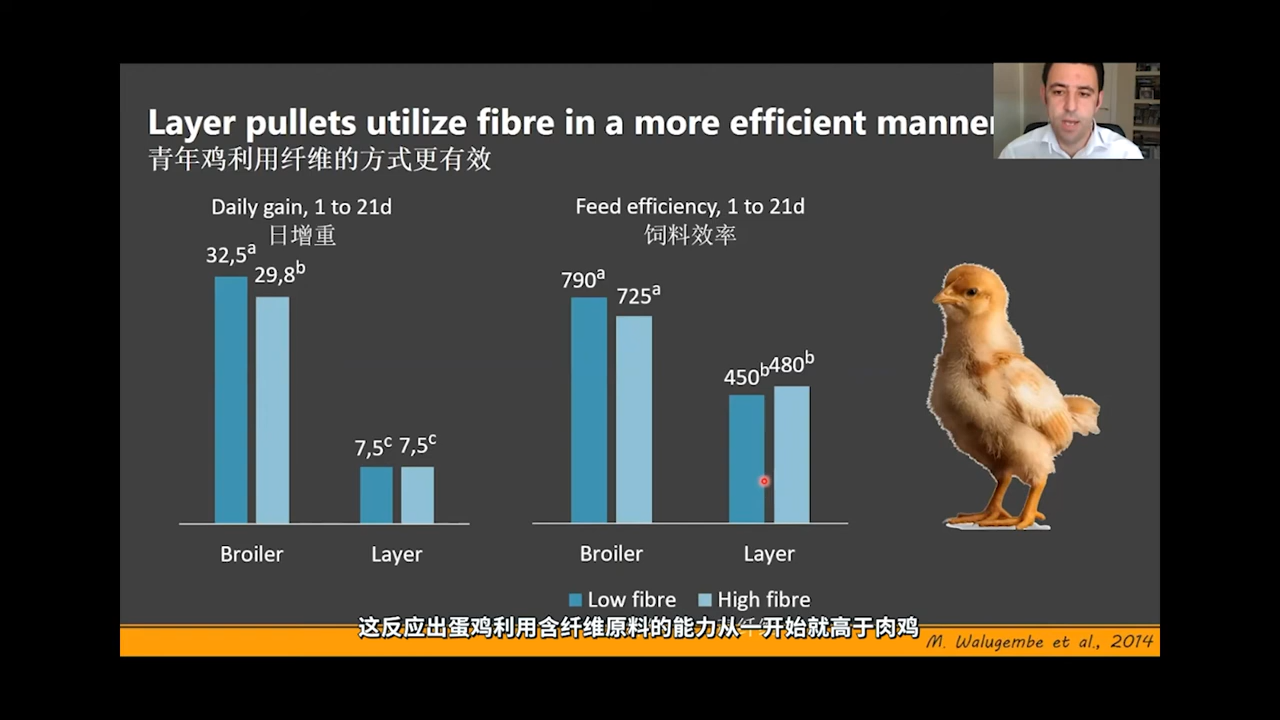 Layer pullets utilize fibre in a more efficient manner
青年鸡利用纤维的方式更有效
Daily gain, 1 to 21d
日增重
32,5a
29,8b
7,5c
7,5c
Broiler
Layer
Feed efficiency, 1 to 21d
饲料效率
790a
725a
450b
480b
Broiler
Layer
Low fibre
High fibre
这反应出蛋鸡利用含纤维原料的能力从一开始就高于肉鸡
M. Walugembe et al., 2014